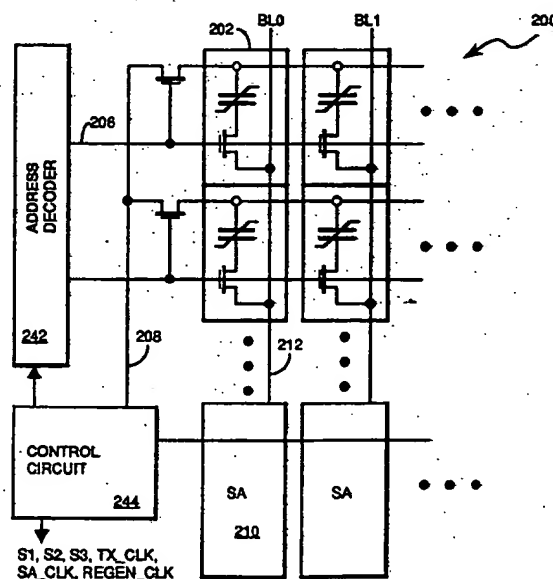 200
202
BL0
BL1
206
ADDRESS
DECODER
242
208
212
CONTROL
CIRCUIT
244
SA
210
SA
S1, S2, S3, TX_CLK,
SA_CLK, REGEN_CLK